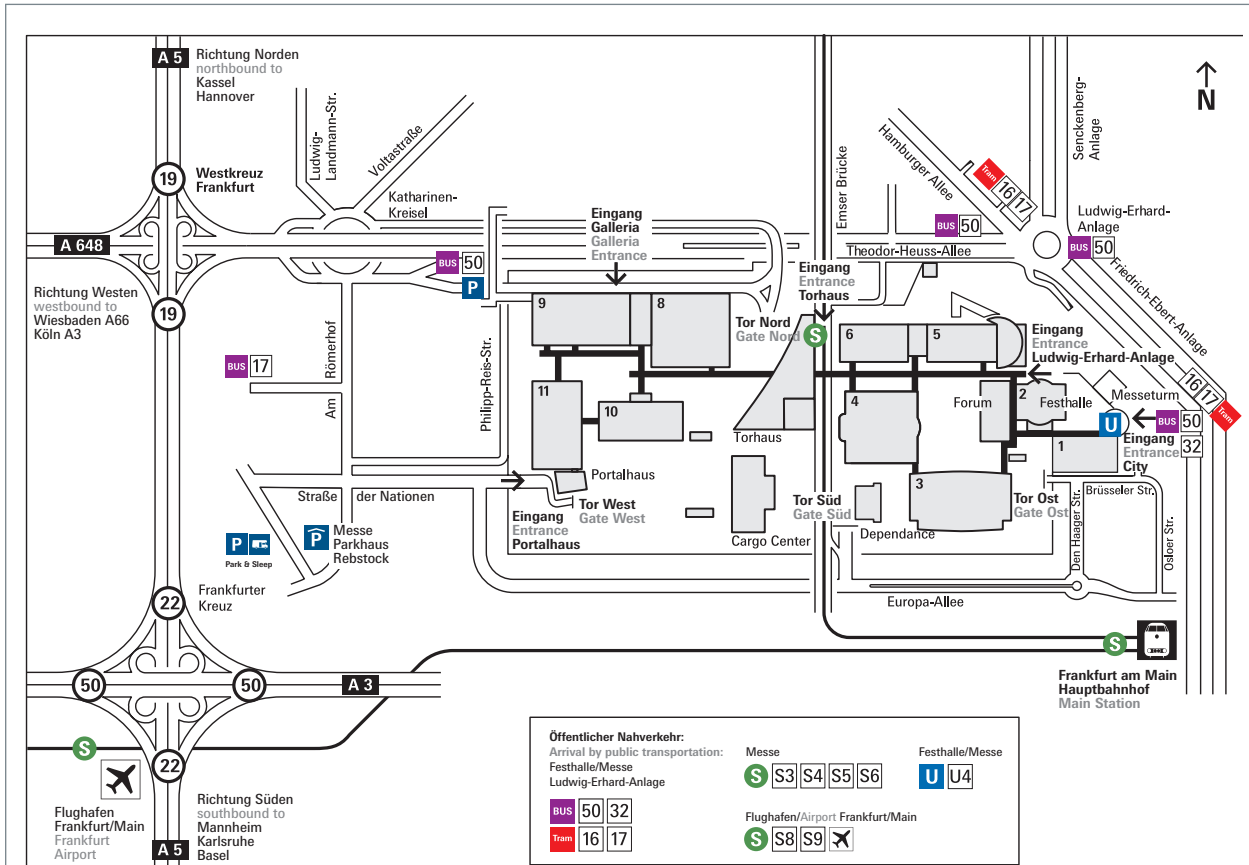 A 5
Richtung Norden
northbound to
Kassel
Hannover
Ludwig-
Landmann-Str.
Voltastraße
N
Senckenberg-
Anlage
Hamburger Allee
Tram 16 17
Emser Brücke
19
Westkreuz
Frankfurt
Katharinen-
Kreisel
Eingang
Galleria
Galleria
Entrance
BUS 50
Ludwig-Erhard-
Anlage
BUS 50
A 648
BUS 50
P
Theodor-Heuss-Allee
Friedrich-Ebert-Anlage
Eingang
Entrance
Torhaus
Richtung Westen
westbound to
Wiesbaden A66
Köln A3
19
9
8
Tor Nord
Gate Nord
S
6
5
Eingang
Entrance
Ludwig-Erhard-Anlage
BUS 17
Am Römerhof
Philipp-Reis-Str.
11
10
Torhaus
4
Forum
2
Festhalle
Messeturm
16 17
Tram
U
BUS 50
32
Eingang
Entrance
City
1
Portalhaus
Straße der Nationen
Tor West
Gate West
Eingang
Entrance
Portalhaus
Cargo Center
Tor Süd
Gate Süd
Dependance
3
Tor Ost
Gate Ost
Brüsseler Str.
Den Haager Str.
Osloer Str.
P
Park & Sleep
P
Messe
Parkhaus
Rebstock
Europa-Allee
22
Frankfurter
Kreuz
50
50
A 3
S
Frankfurt am Main
Hauptbahnhof
Main Station
S
22
Flughafen
Frankfurt/Main
Frankfurt
Airport
A 5
Richtung Süden
southbound to
Mannheim
Karlsruhe
Basel
Öffentlicher Nahverkehr:
Arrival by public transportation:
Festhalle/Messe
Ludwig-Erhard-Anlage
BUS 50 32
Tram 16 17
Messe
S S3 S4 S5 S6
Flughafen/Airport Frankfurt/Main
S S8 S9
Festhalle/Messe
U U4